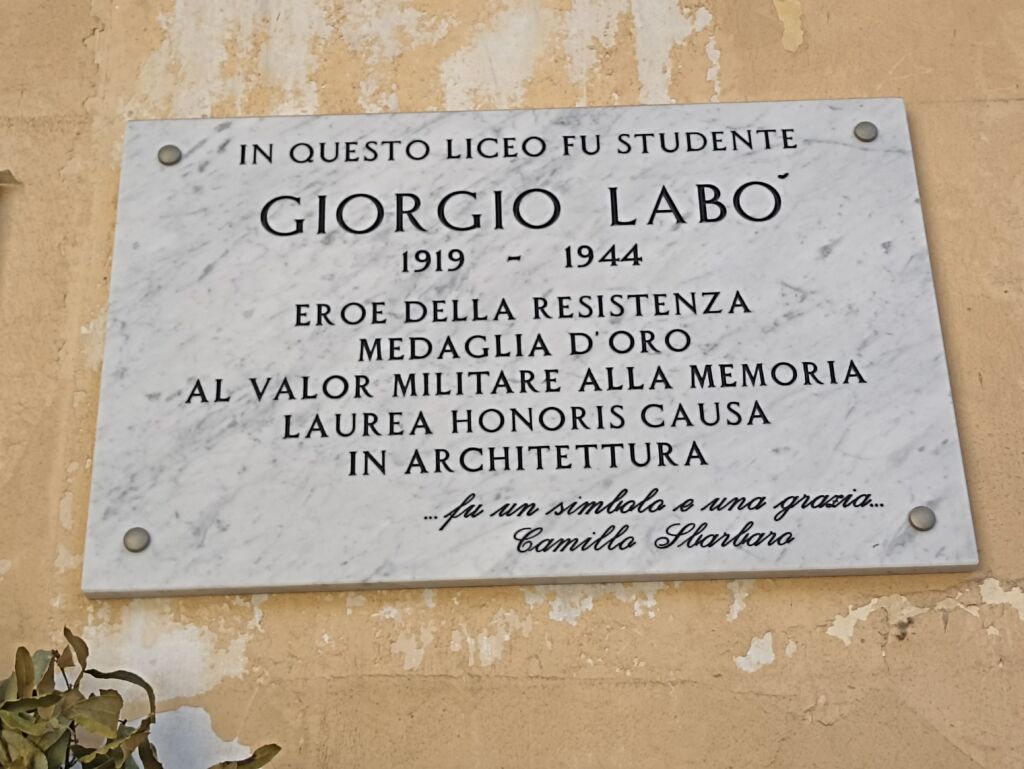 IN QUESTO LICEO FU STUDENTE
GIORGIO LABO'
1919 - 1944
EROE DELLA RESISTENZA
MEDAGLIA D'ORO
AL VALOR MILITARE ALLA MEMORIA
LAUREA HONORIS CAUSA
IN ARCHITETTURA
...fu un simbolo e una grazia...
Camillo Sbarbaro